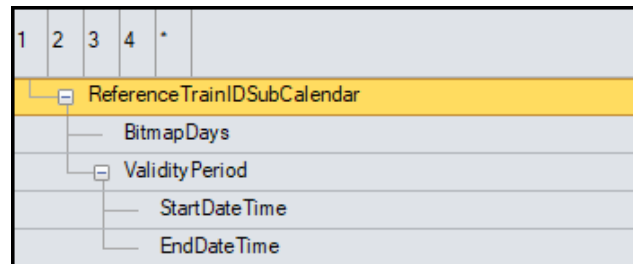 1 2 3 4 *
ReferenceTrainIDSubCalendar
BitmapDays
ValidityPeriod
StartDateTime
EndDateTime